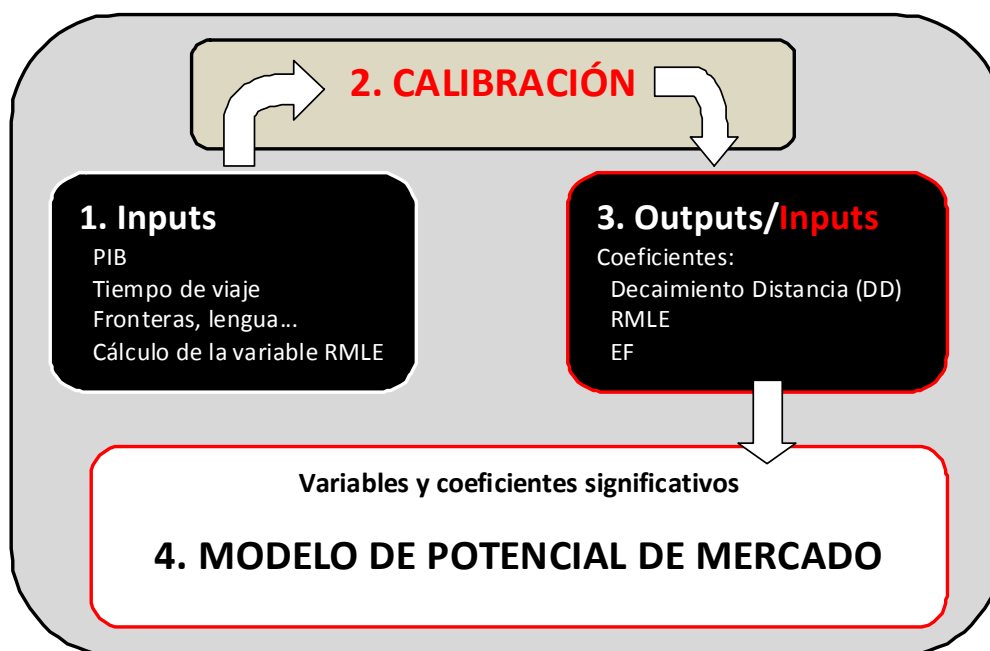 2. CALIBRACIÓN
1. Inputs
PIB
Tiempo de viaje
Fronteras, lengua...
Cálculo de la variable RMLE
3. Outputs/Inputs
Coeficientes:
Decaimiento Distancia (DD)
RMLE
EF
Variables y coeficientes significativos
4. MODELO DE POTENCIAL DE MERCADO